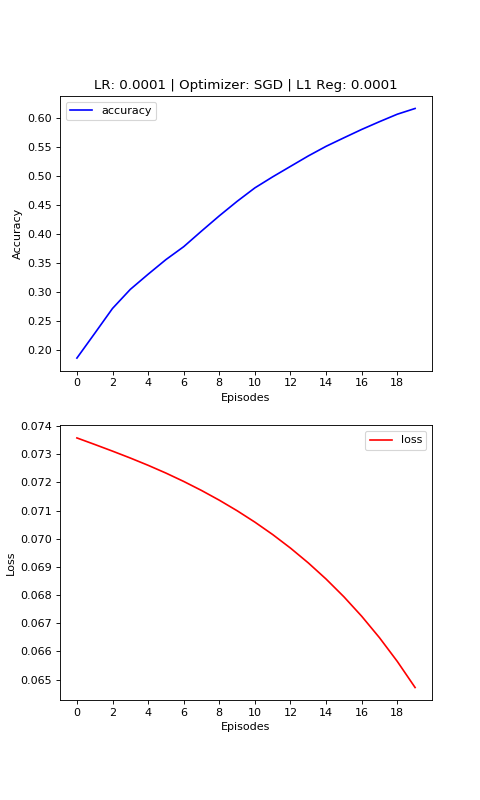 LR: 0.0001 | Optimizer: SGD | L1 Reg: 0.0001
accuracy
0.60
0.55
0.50
0.45
0.40
0.35
0.30
0.25
0.20
Accuracy
0 2 4 6 8 10 12 14 16 18
Episodes
loss
0.074
0.073
0.072
0.071
0.070
0.069
0.068
0.067
0.066
0.065
Loss
0 2 4 6 8 10 12 14 16 18
Episodes